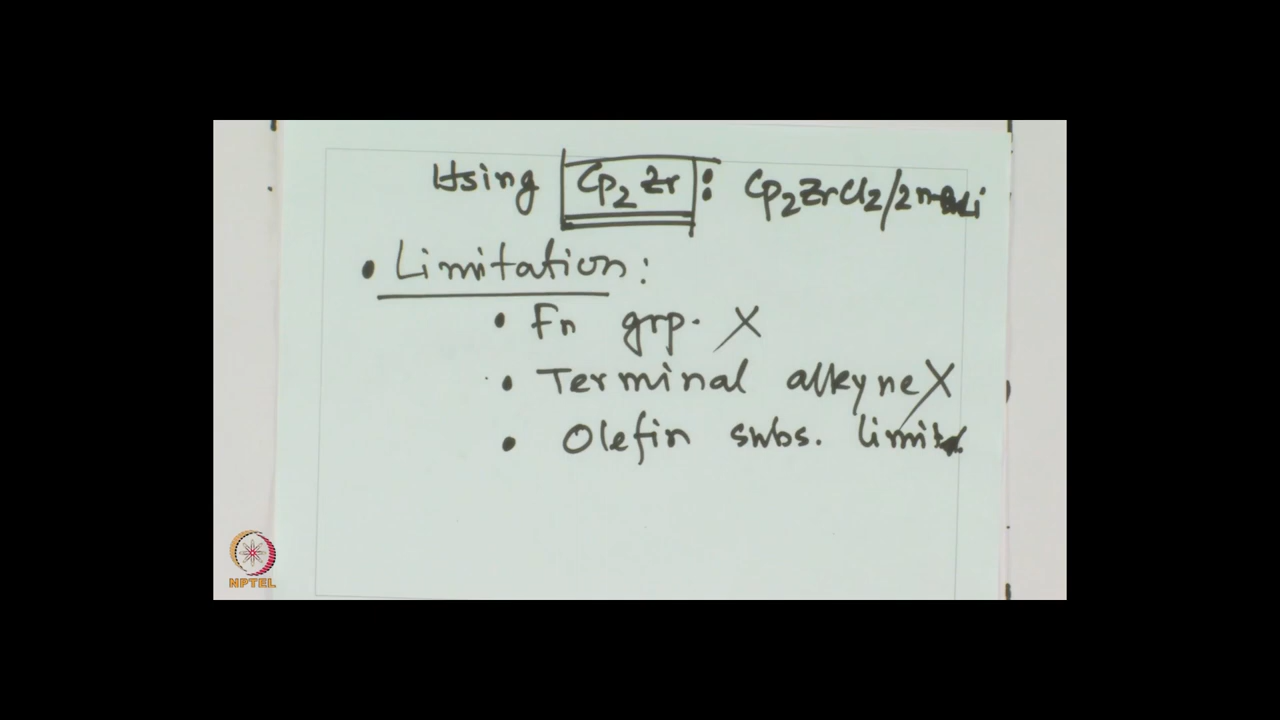 Using Cp2Zr: Cp2ZrCl2/2n-BuLi
• Limitation:
• Fn grp. X
• Terminal alkyne X
• Olefin subs. limited
NPTEL